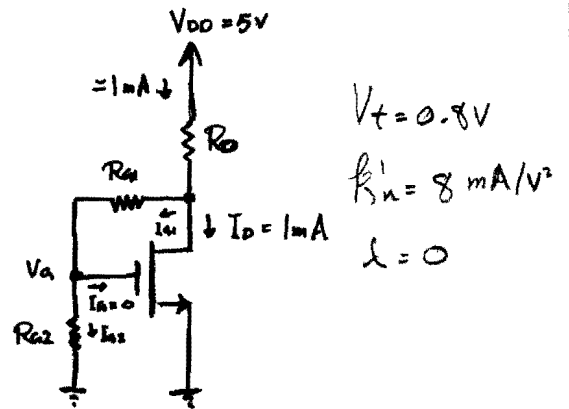 VDD = 5V
≈1mA ↓
RD
RG1
IG1
↓ ID = 1mA
VG
IG=0
RG2
↓ IG2
Vt = 0.8V
k'n = 8 mA/V²
λ = 0